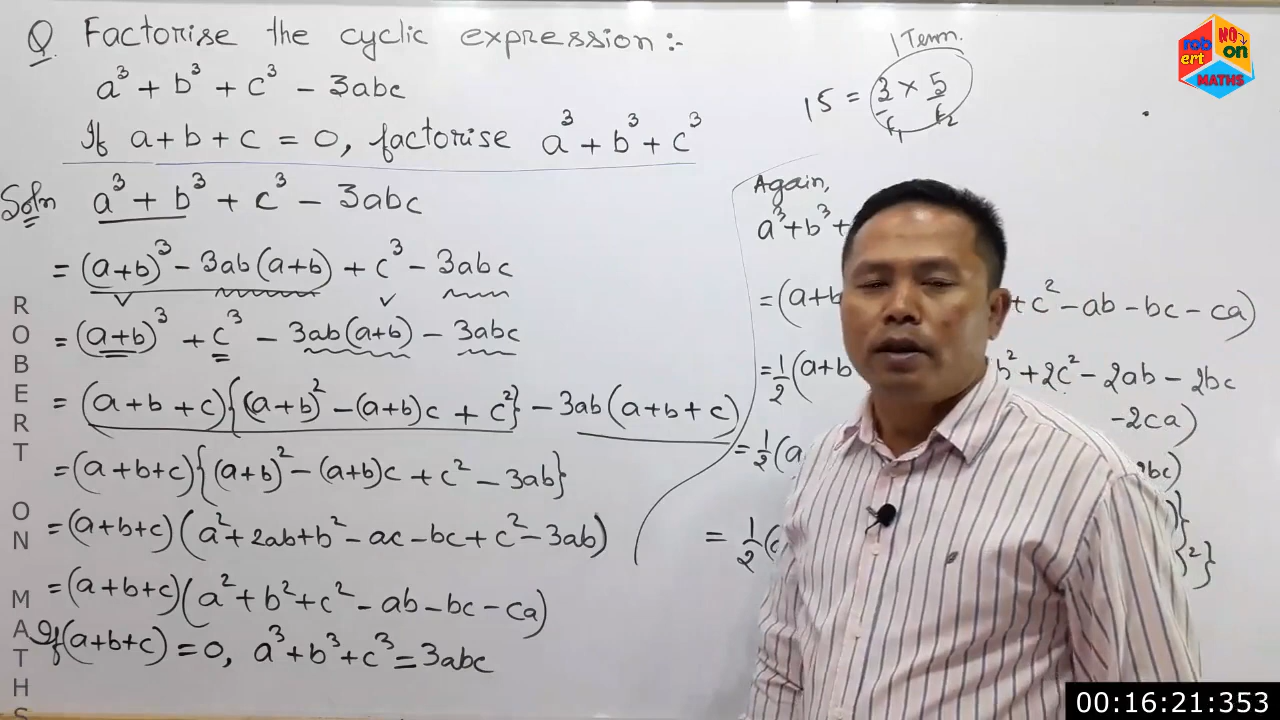 Q. Factorise the cyclic expression:-
a³ + b³ + c³ - 3abc
If a+b+c = 0, factorise a³ + b³ + c³
Soln a³ + b³ + c³ - 3abc
= (a+b)³ - 3ab(a+b) + c³ - 3abc
= (a+b)³ + c³ - 3ab(a+b) - 3abc
= (a+b+c){(a+b)² - (a+b)c + c²} - 3ab(a+b+c)
= (a+b+c){(a+b)² - (a+b)c + c² - 3ab}
= (a+b+c)(a² + 2ab + b² - ac - bc + c² - 3ab)
= (a+b+c)(a² + b² + c² - ab - bc - ca)
If (a+b+c) = 0, a³ + b³ + c³ = 3abc
1 Term.
15 = 3 × 5
Again,
a³ + b³ +
= (a+b + c² - ab - bc - ca)
= 1/2 (a+b b² + 2c² - 2ab - 2bc
-2ca)
= 1/2 (a 2bc)
= 1/2 ( ²}
rob ert NO on MATHS
ROBERT ON MATHS
00:16:21:353